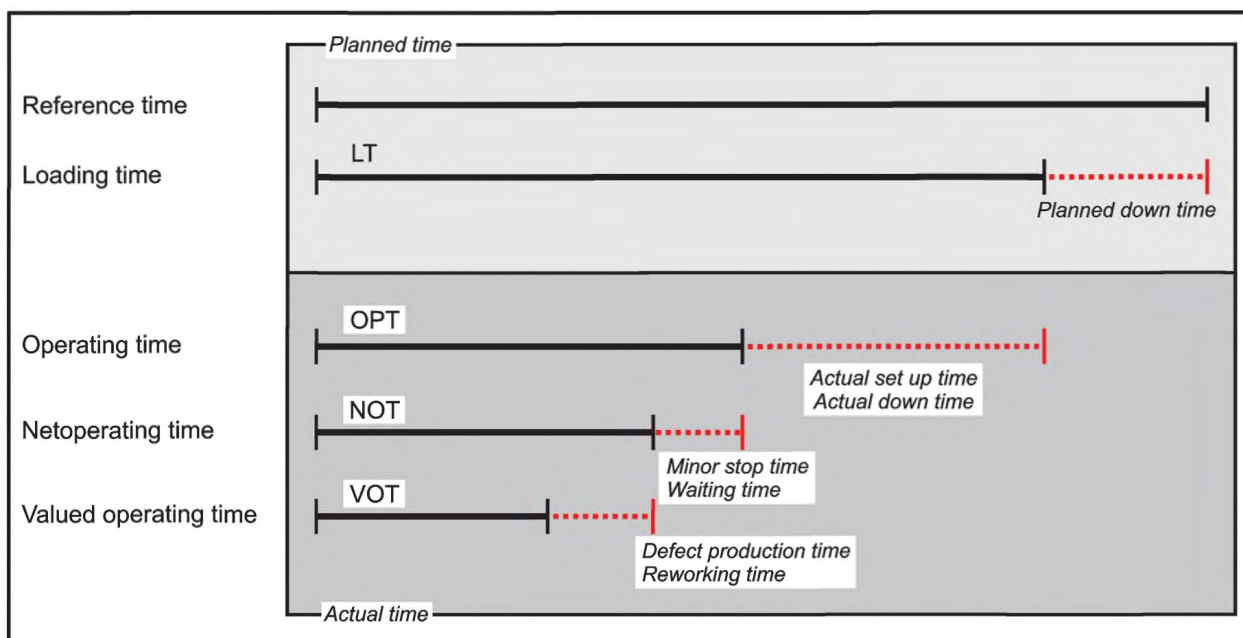 Planned time
Reference time
LT
Loading time
Planned down time
OPT
Operating time
Actual set up time
Actual down time
NOT
Netoperating time
Minor stop time
Waiting time
VOT
Valued operating time
Defect production time
Reworking time
Actual time